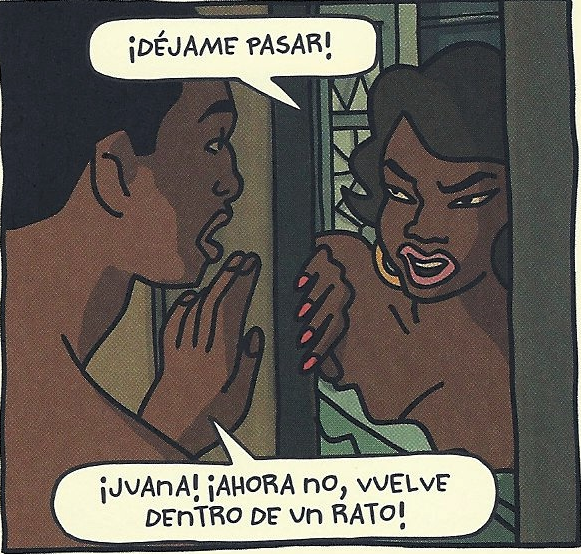 ¡DÉJAME PASAR!
¡JUANA! ¡AHORA NO, VUELVE
DENTRO DE UN RATO!